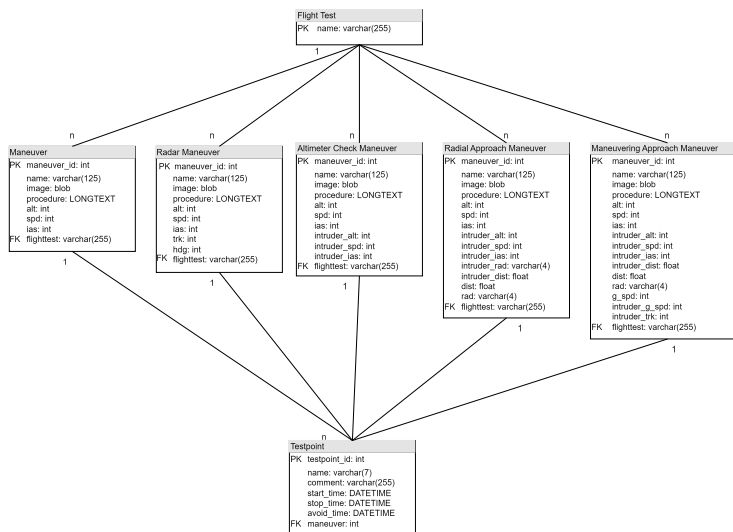 Flight Test
PK name: varchar(255)
1
n
n
n
n
n
Maneuver
PK maneuver_id: int
name: varchar(125)
image: blob
procedure: LONGTEXT
alt: int
spd: int
ias: int
FK flighttest: varchar(255)
1
Radar Maneuver
PK maneuver_id: int
name: varchar(125)
image: blob
procedure: LONGTEXT
alt: int
spd: int
ias: int
trk: int
hdg: int
FK flighttest: varchar(255)
1
Altimeter Check Maneuver
PK maneuver_id: int
name: varchar(125)
image: blob
procedure: LONGTEXT
alt: int
spd: int
ias: int
intruder_alt: int
intruder_spd: int
intruder_ias: int
FK flighttest: varchar(255)
1
Radial Approach Maneuver
PK maneuver_id: int
name: varchar(125)
image: blob
procedure: LONGTEXT
alt: int
spd: int
ias: int
intruder_alt: int
intruder_spd: int
intruder_ias: int
intruder_rad: varchar(4)
intruder_dist: float
dist: float
rad: varchar(4)
FK flighttest: varchar(255)
1
Maneuvering Approach Maneuver
PK maneuver_id: int
name: varchar(125)
image: blob
procedure: LONGTEXT
alt: int
spd: int
ias: int
intruder_alt: int
intruder_spd: int
intruder_ias: int
intruder_dist: float
dist: float
rad: varchar(4)
g_spd: int
intruder_g_spd: int
intruder_trk: int
FK flighttest: varchar(255)
1
n
Testpoint
PK testpoint_id: int
name: varchar(7)
comment: varchar(255)
start_time: DATETIME
stop_time: DATETIME
avoid_time: DATETIME
FK maneuver: int